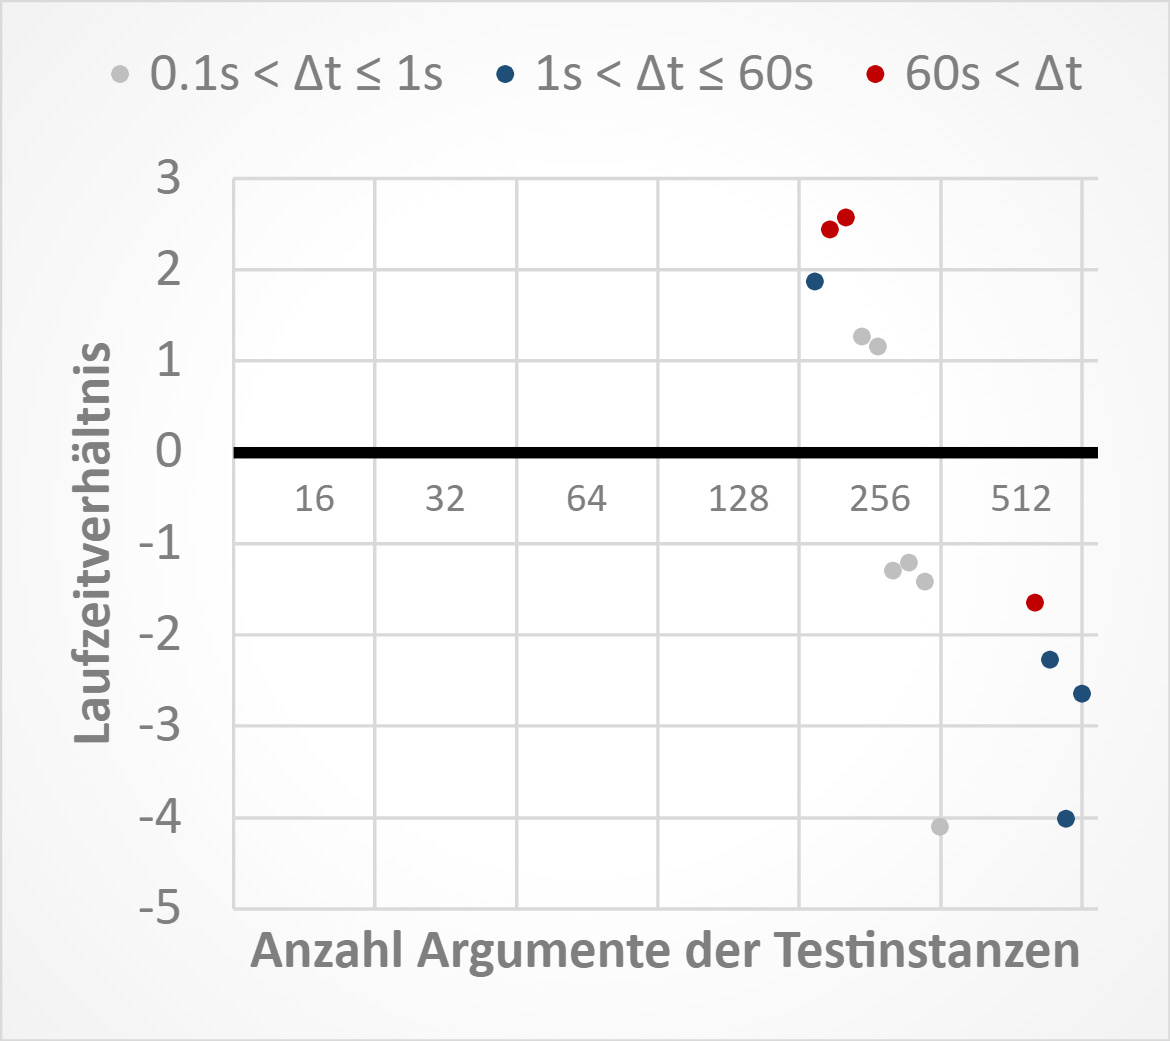 0.1s < Δt ≤ 1s 1s < Δt ≤ 60s 60s < Δt
3
2
1
0
-1
-2
-3
-4
-5
Laufzeitverhältnis
16 32 64 128 256 512
Anzahl Argumente der Testinstanzen